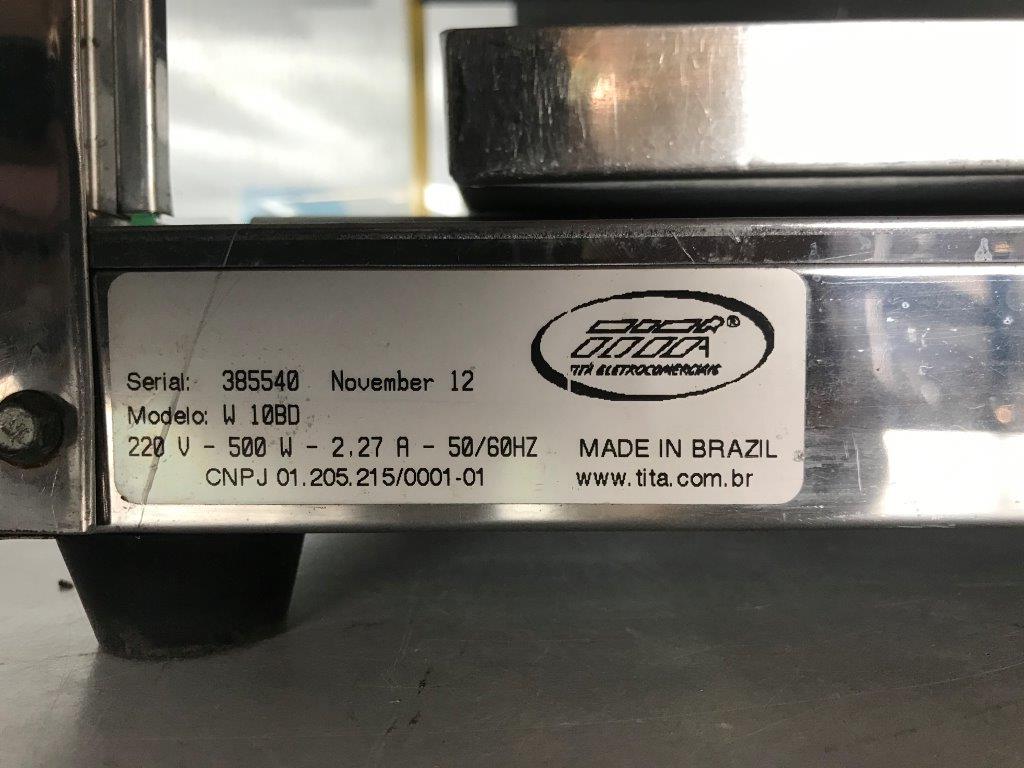 Serial: 385540 November 12
Modelo: W 10BD
220 V - 500 W - 2,27 A - 50/60HZ
CNPJ 01.205.215/0001-01
®
TITÃ ELETROCOMERCIAIS
MADE IN BRAZIL
www.tita.com.br